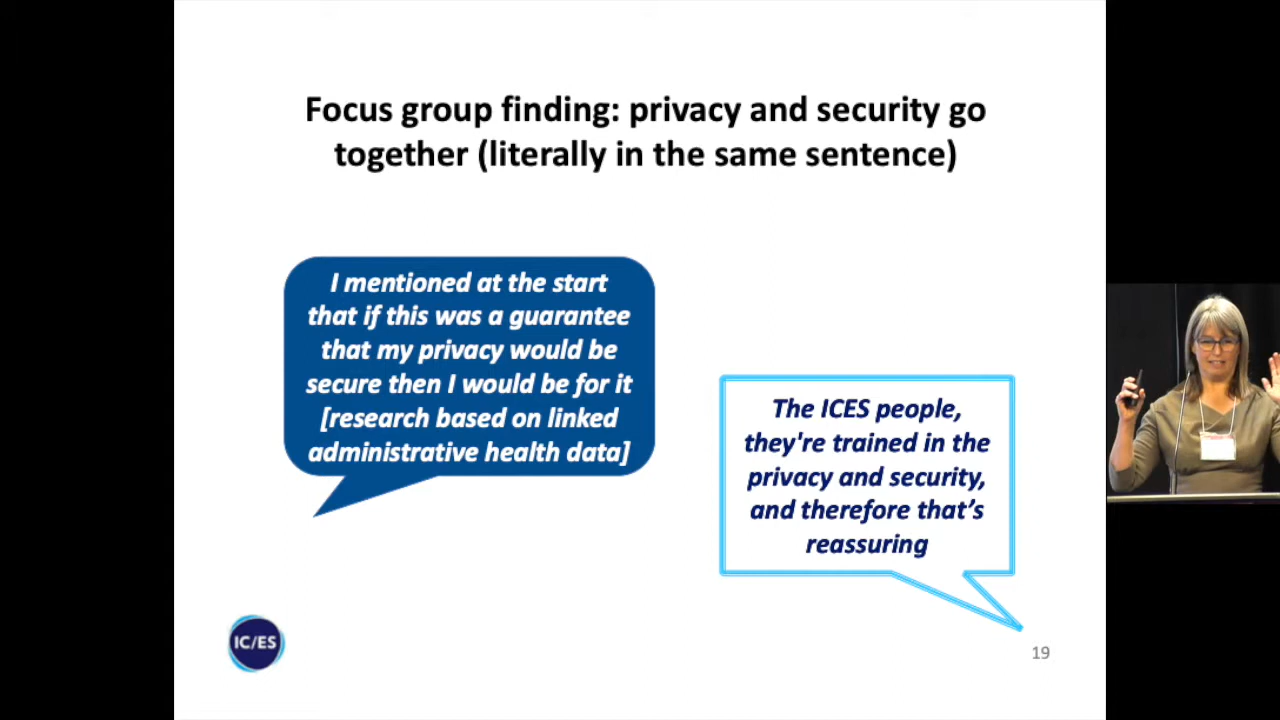 Focus group finding: privacy and security go
together (literally in the same sentence)
I mentioned at the start
that if this was a guarantee
that my privacy would be
secure then I would be for it
[research based on linked
administrative health data]
The ICES people,
they're trained in the
privacy and security,
and therefore that’s
reassuring
IC/ES
19